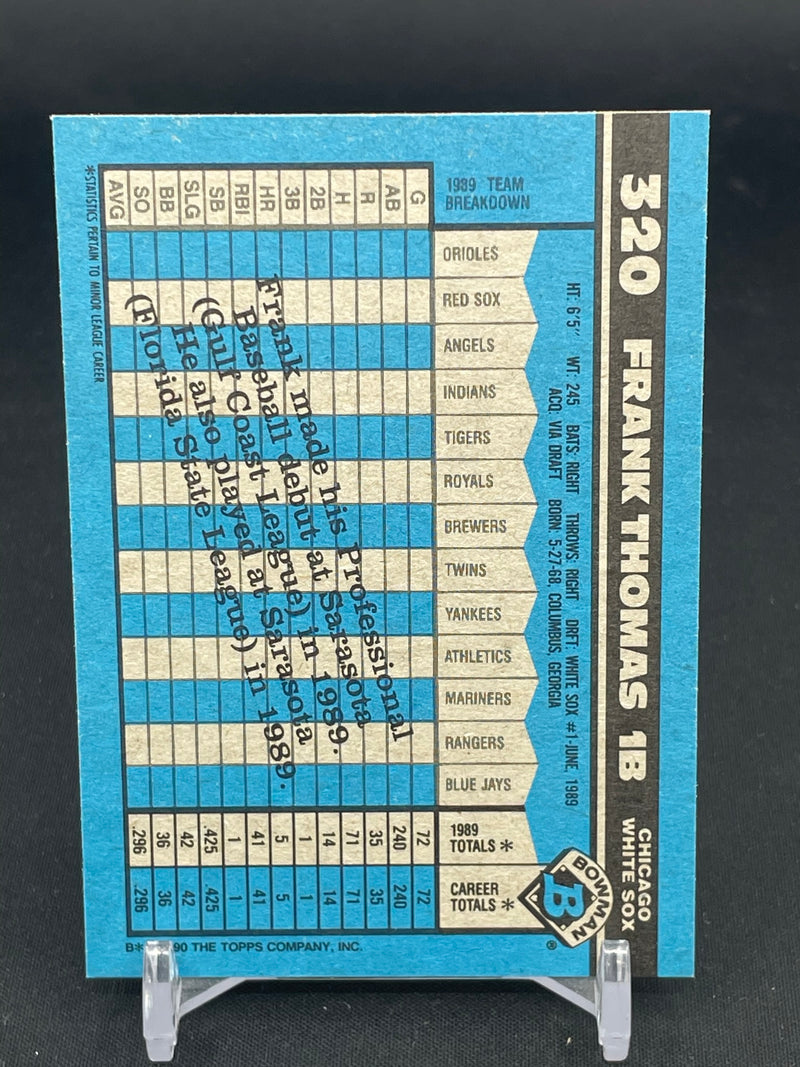 320 FRANK THOMAS 1B
CHICAGO
WHITE SOX
HT: 6'5" WT: 245 BATS: RIGHT THROWS: RIGHT DRFT: WHITE SOX #1-JUNE, 1989
ACQ: VIA DRAFT BORN 5-27-68, COLUMBUS, GEORGIA
BOWMAN
B
®
1989 TEAM
BREAKDOWN
G AB R H 2B 3B HR RBI SB SLG BB SO AVG
ORIOLES
RED SOX
ANGELS
INDIANS
TIGERS
ROYALS
BREWERS
TWINS
YANKEES
ATHLETICS
MARINERS
RANGERS
BLUE JAYS
1989
TOTALS * 72 240 35 71 14 1 5 41 1 .425 42 36 .296
CAREER
TOTALS * 72 240 35 71 14 1 5 41 1 .425 42 36 .296
Frank made his Professional
Baseball debut at Sarasota
(Gulf Coast League) in 1989.
He also played at Sarasota
(Florida State League) in 1989.
*STATISTICS PERTAIN TO MINOR LEAGUE CAREER
B* 90 THE TOPPS COMPANY, INC.